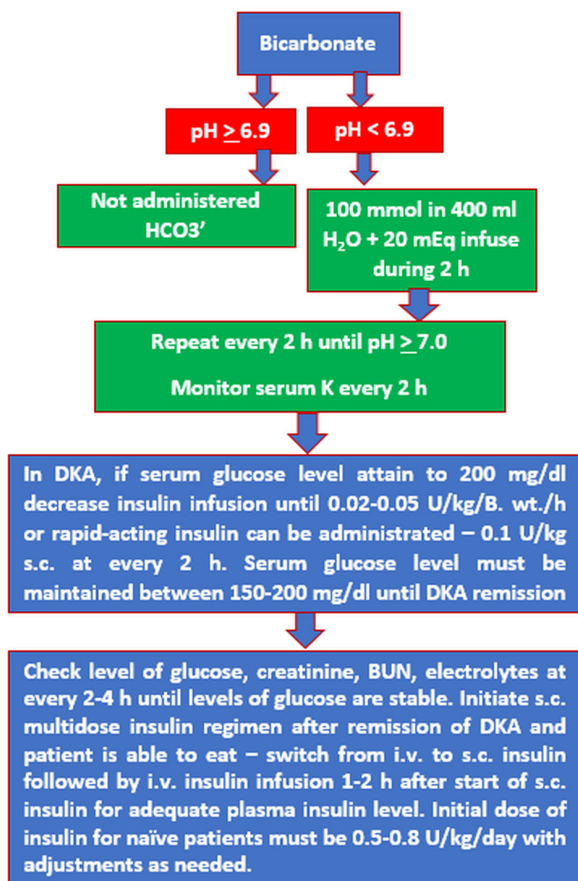 Bicarbonate
pH ≥ 6.9
pH < 6.9
Not administered
HCO3’
100 mmol in 400 ml
H₂O + 20 mEq infuse
during 2 h
Repeat every 2 h until pH ≥7.0
Monitor serum K every 2 h
In DKA, if serum glucose level attain to 200 mg/dl
decrease insulin infusion until 0.02-0.05 U/kg/B. wt./h
or rapid-acting insulin can be administrated – 0.1 U/kg
s.c. at every 2 h. Serum glucose level must be
maintained between 150-200 mg/dl until DKA remission
Check level of glucose, creatinine, BUN, electrolytes at
every 2-4 h until levels of glucose are stable. Initiate s.c.
multidose insulin regimen after remission of DKA and
patient is able to eat – switch from i.v. to s.c. insulin
followed by i.v. insulin infusion 1-2 h after start of s.c.
insulin for adequate plasma insulin level. Initial dose of
insulin for naïve patients must be 0.5-0.8 U/kg/day with
adjustments as needed.